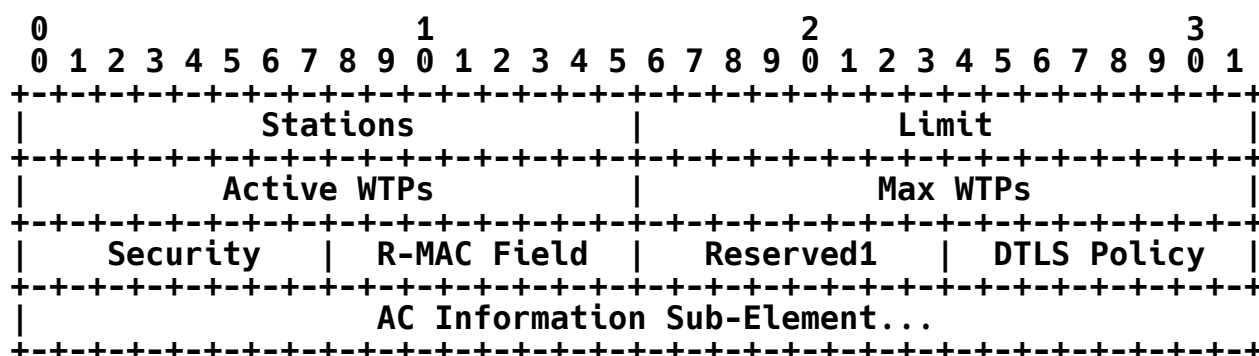 0                   1                   2                   3
 0 1 2 3 4 5 6 7 8 9 0 1 2 3 4 5 6 7 8 9 0 1 2 3 4 5 6 7 8 9 0 1
+-+-+-+-+-+-+-+-+-+-+-+-+-+-+-+-+-+-+-+-+-+-+-+-+-+-+-+-+-+-+-+-+
|            Stations           |             Limit             |
+-+-+-+-+-+-+-+-+-+-+-+-+-+-+-+-+-+-+-+-+-+-+-+-+-+-+-+-+-+-+-+-+
|          Active WTPs          |            Max WTPs           |
+-+-+-+-+-+-+-+-+-+-+-+-+-+-+-+-+-+-+-+-+-+-+-+-+-+-+-+-+-+-+-+-+
|    Security   |  R-MAC Field  |   Reserved1   |  DTLS Policy  |
+-+-+-+-+-+-+-+-+-+-+-+-+-+-+-+-+-+-+-+-+-+-+-+-+-+-+-+-+-+-+-+-+
|                  AC Information Sub-Element...
+-+-+-+-+-+-+-+-+-+-+-+-+-+-+-+-+-+-+-+-+-+-+-+-+-+-+-+-+-+-+-+-+